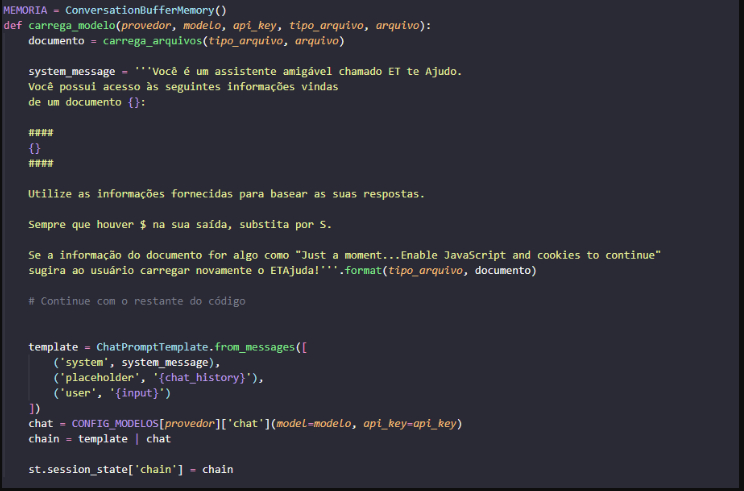 MEMORIA = ConversationBufferMemory()
def carrega_modelo(provedor, modelo, api_key, tipo_arquivo, arquivo):
    documento = carrega_arquivos(tipo_arquivo, arquivo)
    system_message = '''Você é um assistente amigável chamado ET te Ajudo.
    Você possui acesso às seguintes informações vindas
    de um documento {}:
    ####
    {}
    ####
    Utilize as informações fornecidas para basear as suas respostas.
    Sempre que houver $ na sua saída, substita por S.
    Se a informação do documento for algo como "Just a moment...Enable JavaScript and cookies to continue"
    sugira ao usuário carregar novamente o ETAjuda!'''.format(tipo_arquivo, documento)
    # Continue com o restante do código
    template = ChatPromptTemplate.from_messages([
        ('system', system_message),
        ('placeholder', '{chat_history}'),
        ('user', '{input}')
    ])
    chat = CONFIG_MODELOS[provedor]['chat'](model=modelo, api_key=api_key)
    chain = template | chat
    st.session_state['chain'] = chain